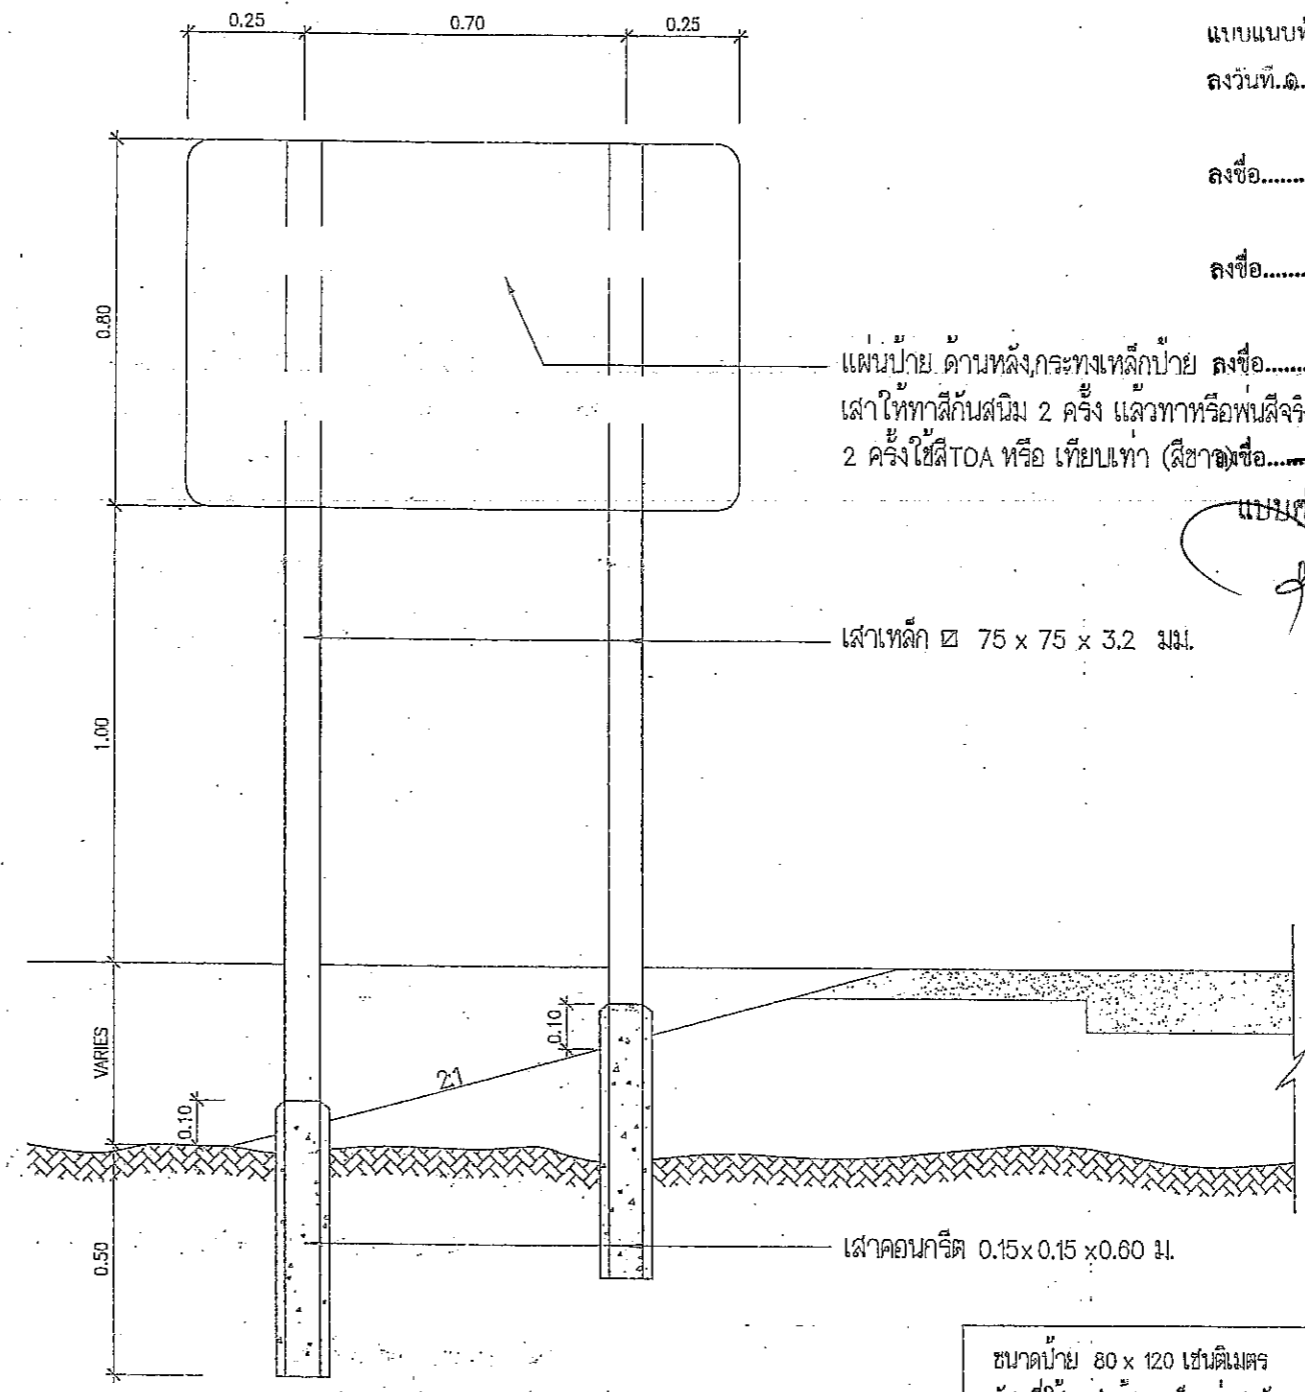 0.25 0.70 0.25
แบบแนบท้
ลงวันที่..๑.
ลงชื่อ........
ลงชื่อ........
0.80
แผ่นป้าย ด้านหลัง,กระทงเหล็กป้าย ลงชื่อ.......
เสาให้ทาสีกันสนิม 2 ครั้ง แล้วทาหรือพ่นสีจริง
2 ครั้งใช้สีTOA หรือ เทียบเท่า (สีขาว) ลงชื่อ.......
เสาเหล็ก 75 x 75 x 3.2 มม.
1.00
VARIES
0.10
2:1
0.10
0.50
เสาคอนกรีต 0.15x0.15x0.60 ม.
ขนาดป้าย 80 x 120 เซนติเมตร